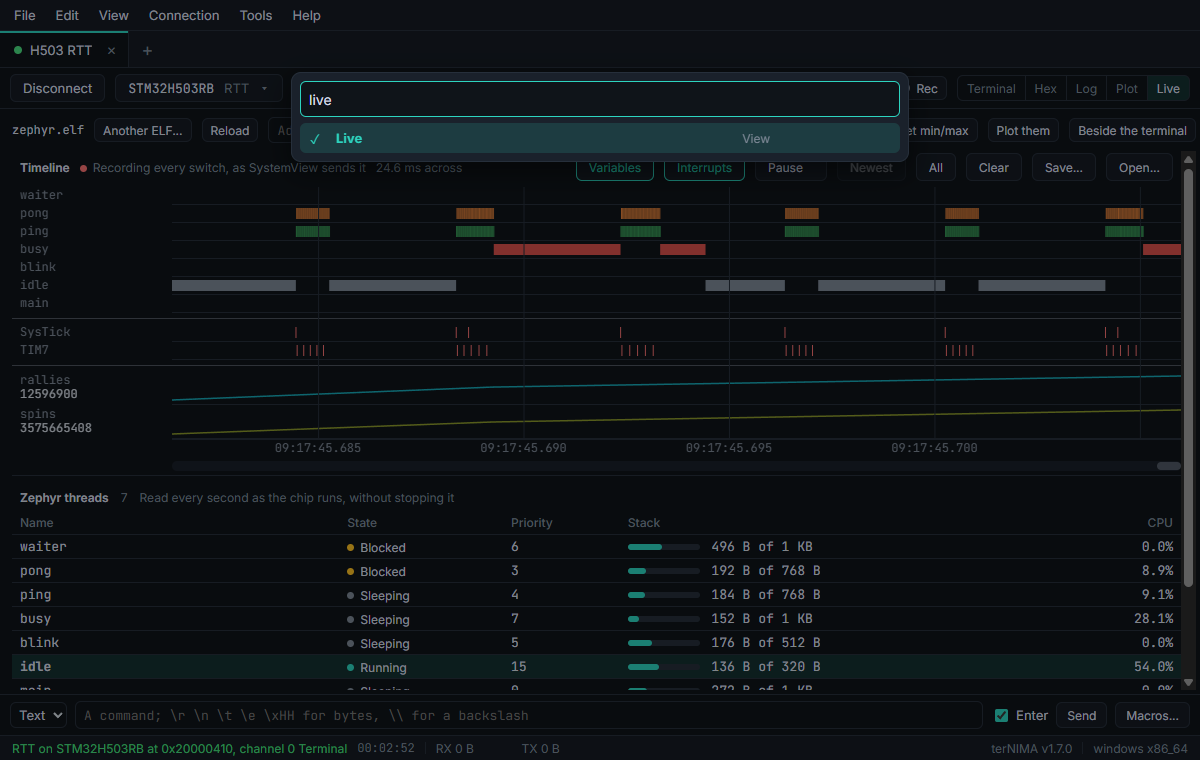 File Edit View Connection Tools Help
H503 RTT × +
Disconnect STM32H503RB RTT Rec Terminal Hex Log Plot Live
live
✓ Live View
zephyr.elf Another ELF... Reload et min/max Plot them Beside the terminal
Timeline Recording every switch, as SystemView sends it 24.6 ms across Variables Interrupts Pause Newest All Clear Save... Open...
waiter
pong
ping
busy
blink
idle
main
SysTick
TIM7
rallies
12596900
spins
3575665408
09:17:45.685 09:17:45.690 09:17:45.695 09:17:45.700
Zephyr threads 7 Read every second as the chip runs, without stopping it
Name State Priority Stack CPU
waiter Blocked 6 496 B of 1 KB 0.0%
pong Blocked 3 192 B of 768 B 8.9%
ping Sleeping 4 184 B of 768 B 9.1%
busy Sleeping 7 152 B of 1 KB 28.1%
blink Sleeping 5 176 B of 512 B 0.0%
idle Running 15 136 B of 320 B 54.0%
main Sleeping 0 272 B of 1 KB 0.0%
Text A command; \r \n \t \e \xHH for bytes, \\ for a backslash Enter Send Macros...
RTT on STM32H503RB at 0x20000410, channel 0 Terminal 00:02:52 RX 0 B TX 0 B terNIMA v1.7.0 windows x86_64